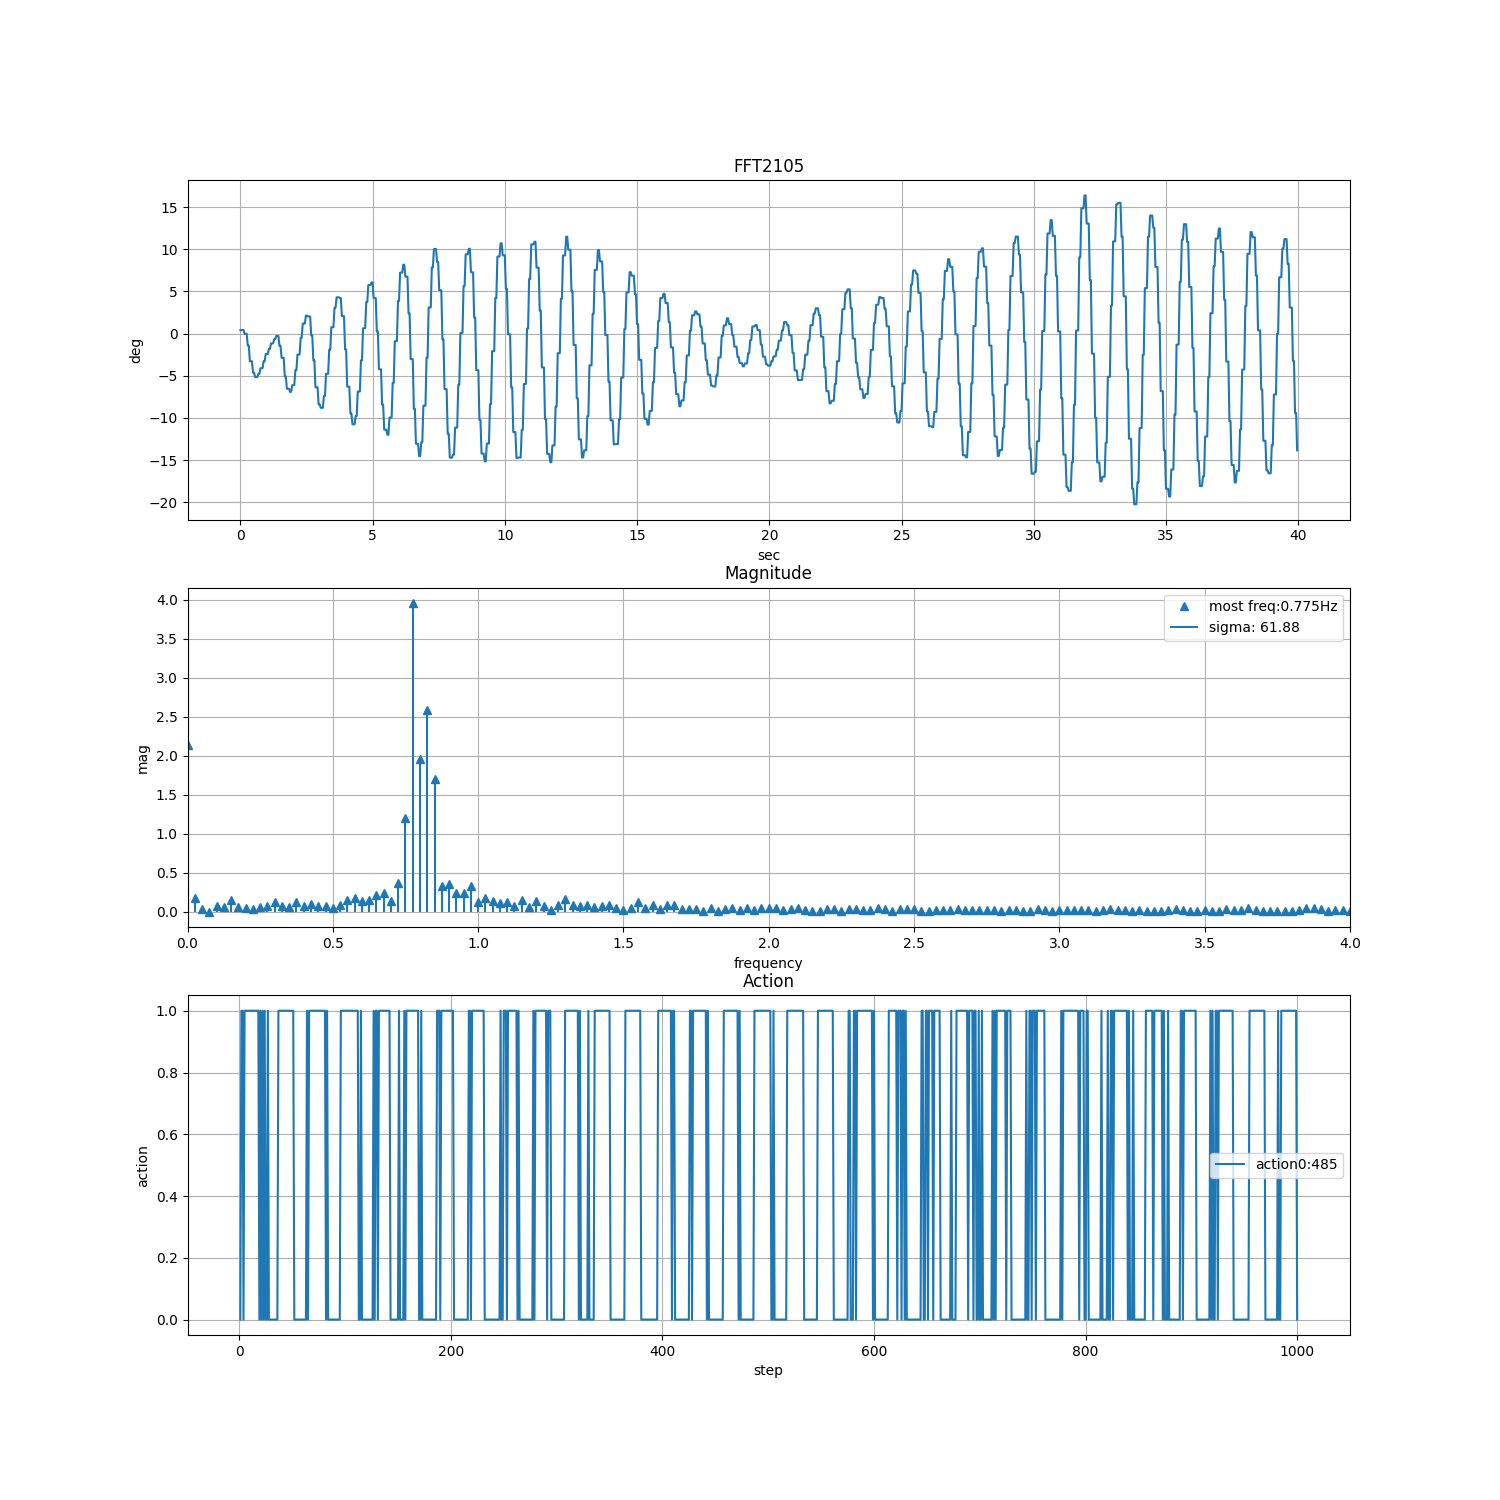 FFT2105
15
10
5
0
−5
−10
−15
−20
deg
0 5 10 15 20 25 30 35 40
sec
Magnitude
4.0
3.5
3.0
2.5
2.0
1.5
1.0
0.5
0.0
mag
most freq:0.775Hz
sigma: 61.88
0.0 0.5 1.0 1.5 2.0 2.5 3.0 3.5 4.0
frequency
Action
1.0
0.8
0.6
0.4
0.2
0.0
action
action0:485
0 200 400 600 800 1000
step